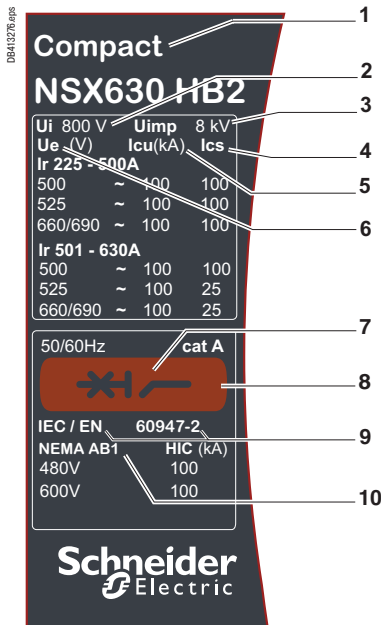 DB413276.eps
Compact 1
NSX630 HB2 2
Ui 800 V Uimp 8 kV 3
Ue (V) Icu(kA) Ics 4
Ir 225 - 500A 5
500 ~ 100 100
525 ~ 100 100
660/690 ~ 100 100 6
Ir 501 - 630A
500 ~ 100 100
525 ~ 100 25
660/690 ~ 100 25
7
50/60Hz cat A
8
IEC / EN 60947-2 9
NEMA AB1 HIC (kA)
480V 100
600V 100 10
Schneider
Electric